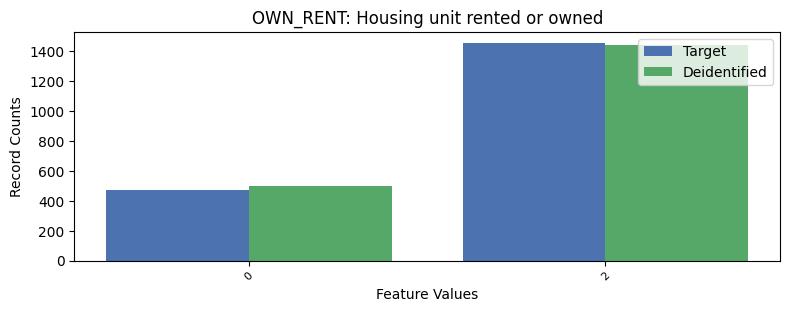 OWN_RENT: Housing unit rented or owned
Target
Deidentified
Record Counts
1400
1200
1000
800
600
400
200
0
0
2
Feature Values